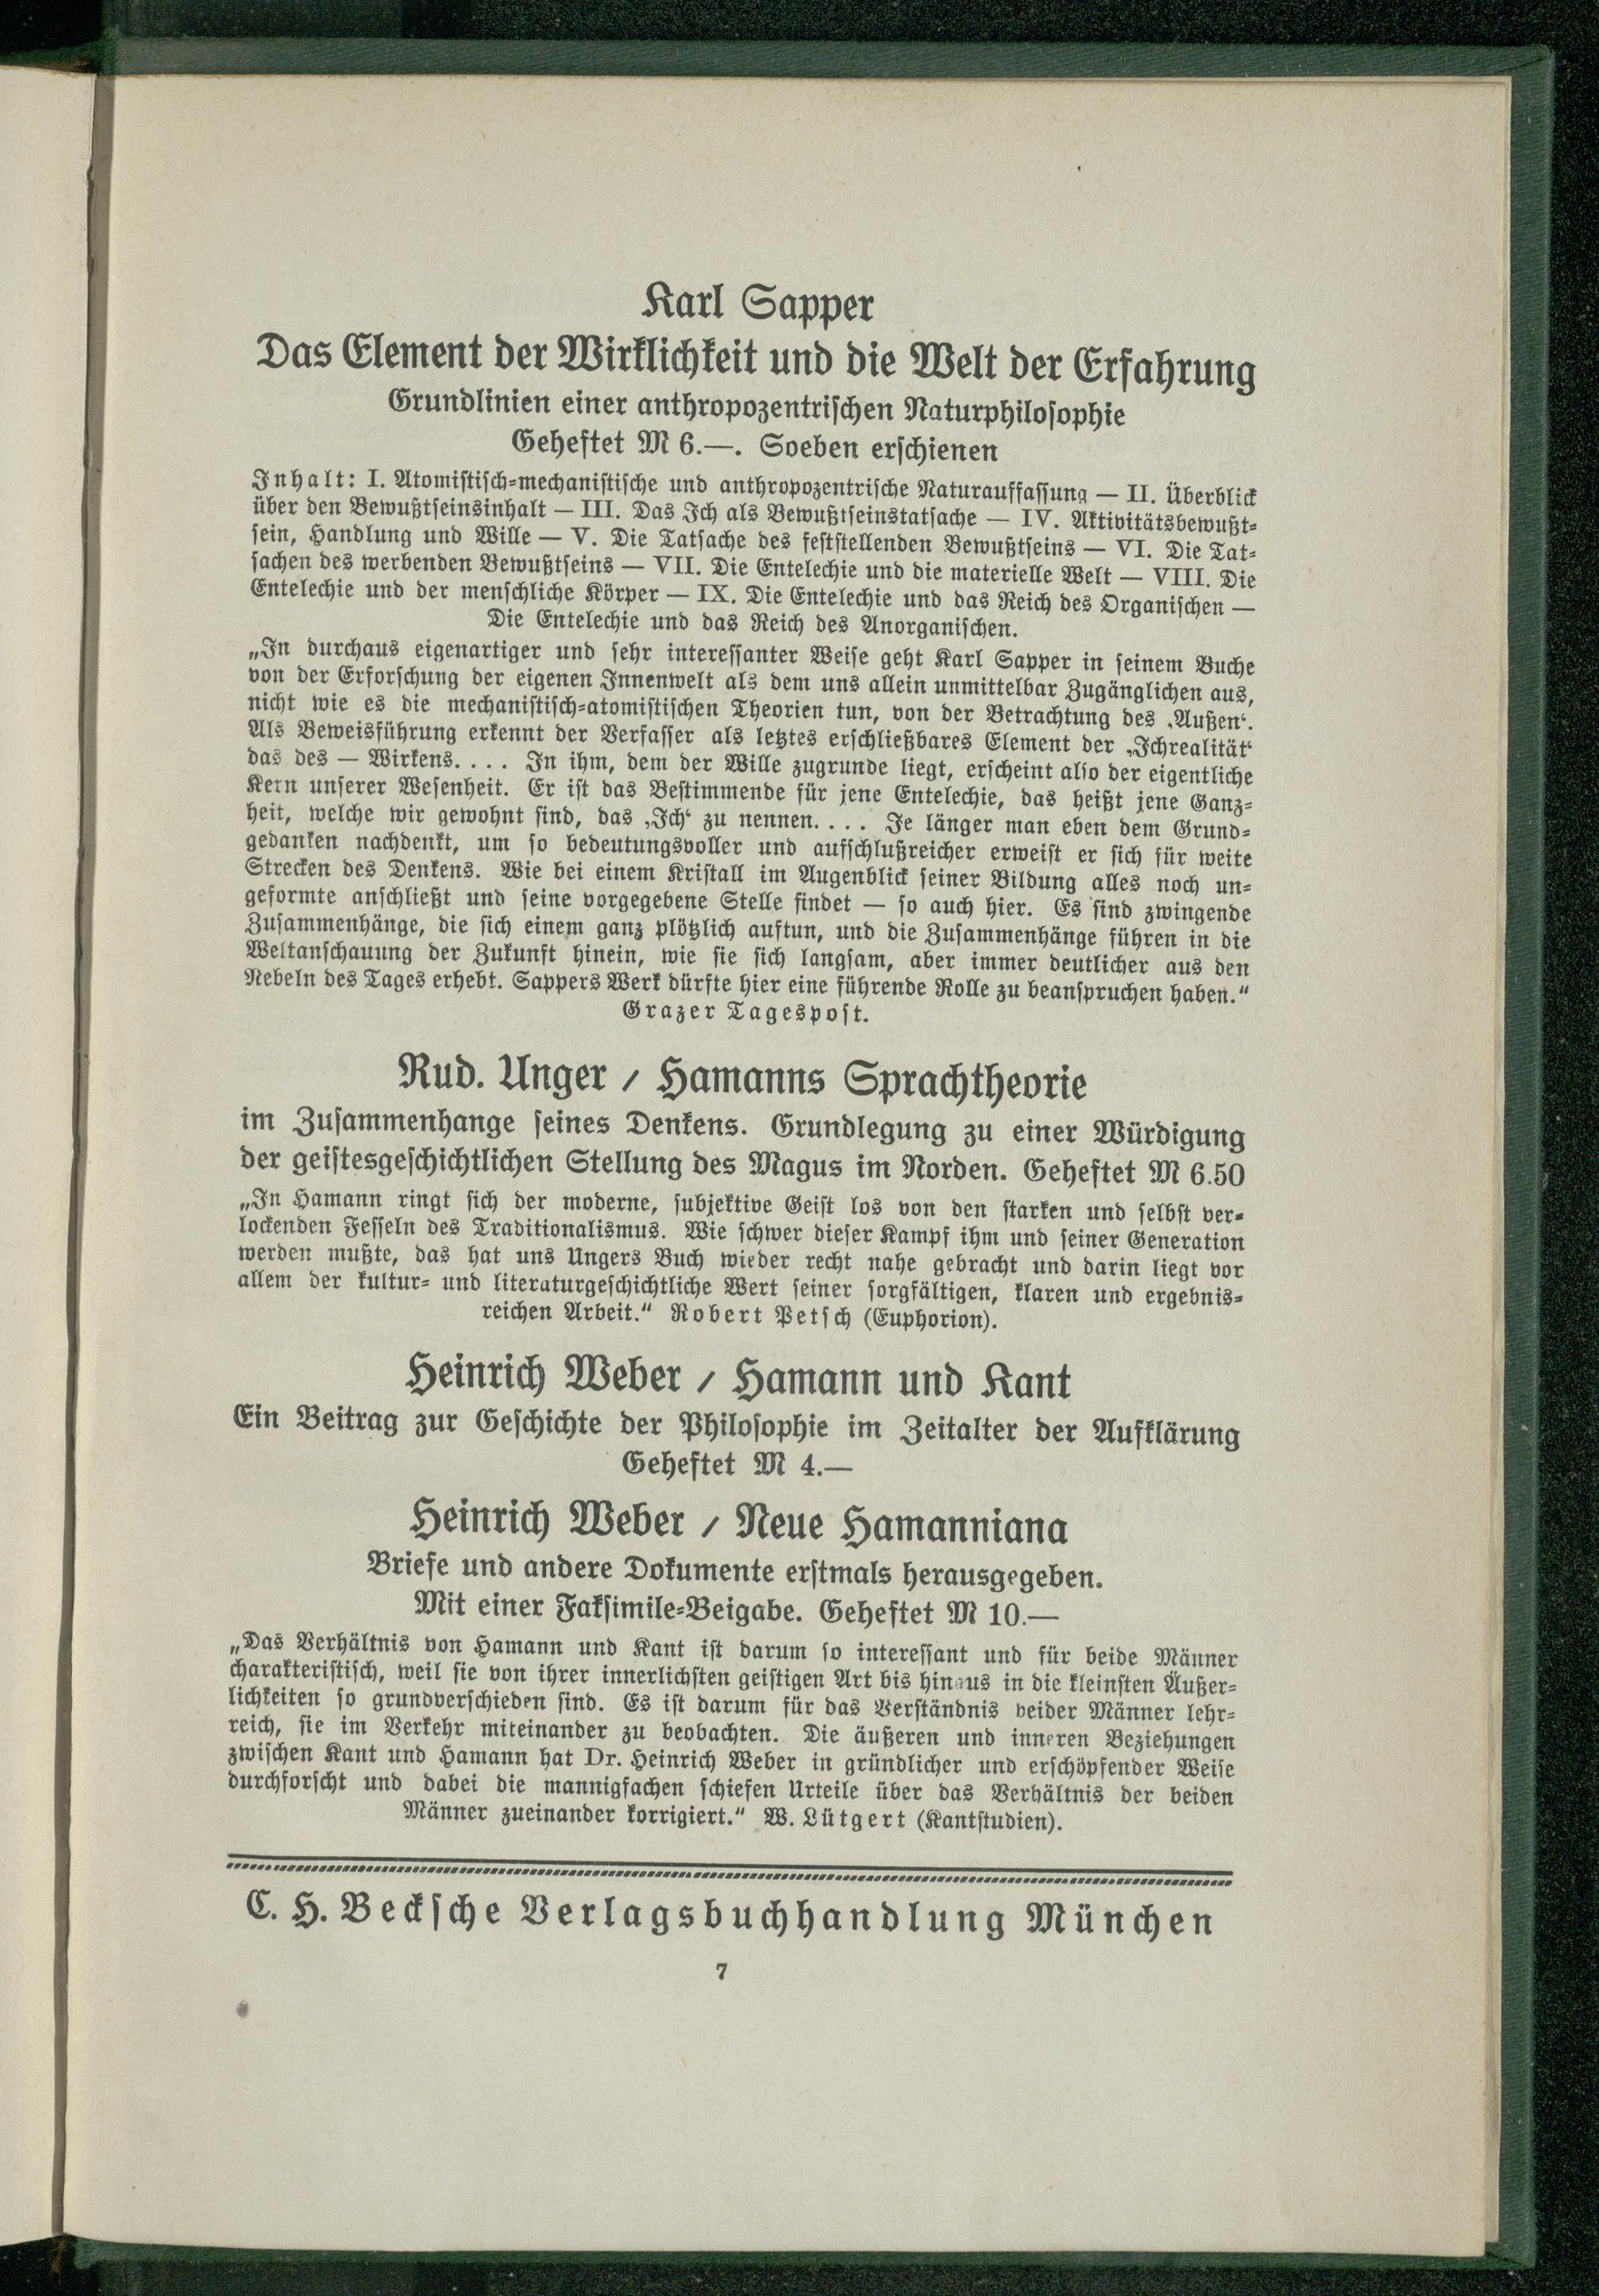 Karl Sapper
Das Element der Wirklichkeit und die Welt der Erfahrung
Grundlinien einer anthropozentrischen Naturphilosophie
Geheftet M 6.—. Soeben erschienen
Inhalt: I. Atomistisch-mechanistische und anthropozentrische Naturauffassung — II. Überblick
über den Bewußtseinsinhalt — III. Das Ich als Bewußtseinstatsache — IV. Aktivitätsbewußt-
sein, Handlung und Wille — V. Die Tatsache des feststellenden Bewußtseins — VI. Die Tat-
sachen des werbenden Bewußtseins — VII. Die Entelechie und die materielle Welt — VIII. Die
Entelechie und der menschliche Körper — IX. Die Entelechie und das Reich des Organischen —
Die Entelechie und das Reich des Anorganischen.
„In durchaus eigenartiger und sehr interessanter Weise geht Karl Sapper in seinem Buche
von der Erforschung der eigenen Innenwelt als dem uns allein unmittelbar Zugänglichen aus,
nicht wie es die mechanistisch-atomistischen Theorien tun, von der Betrachtung des ‚Außen‘.
Als Beweisführung erkennt der Verfasser als letztes erschließbares Element der ‚Ichrealität‘
das des — Wirkens. . . . In ihm, dem der Wille zugrunde liegt, erscheint also der eigentliche
Kern unserer Wesenheit. Er ist das Bestimmende für jene Entelechie, das heißt jene Ganz-
heit, welche wir gewohnt sind, das ‚Ich‘ zu nennen. . . . Je länger man eben dem Grund-
gedanken nachdenkt, um so bedeutungsvoller und aufschlußreicher erweist er sich für weite
Strecken des Denkens. Wie bei einem Kristall im Augenblick seiner Bildung alles noch un-
geformte anschließt und seine vorgegebene Stelle findet — so auch hier. Es sind zwingende
Zusammenhänge, die sich einem ganz plötzlich auftun, und die Zusammenhänge führen in die
Weltanschauung der Zukunft hinein, wie sie sich langsam, aber immer deutlicher aus den
Nebeln des Tages erhebt. Sappers Werk dürfte hier eine führende Rolle zu beanspruchen haben.“
Grazer Tagespost.
Rud. Unger / Hamanns Sprachtheorie
im Zusammenhange seines Denkens. Grundlegung zu einer Würdigung
der geistesgeschichtlichen Stellung des Magus im Norden. Geheftet M 6.50
„In Hamann ringt sich der moderne, subjektive Geist los von den starken und selbst ver-
lockenden Fesseln des Traditionalismus. Wie schwer dieser Kampf ihm und seiner Generation
werden mußte, das hat uns Ungers Buch wieder recht nahe gebracht und darin liegt vor
allem der kultur- und literaturgeschichtliche Wert seiner sorgfältigen, klaren und ergebnis-
reichen Arbeit.“ Robert Petsch (Euphorion).
Heinrich Weber / Hamann und Kant
Ein Beitrag zur Geschichte der Philosophie im Zeitalter der Aufklärung
Geheftet M 4.—
Heinrich Weber / Neue Hamanniana
Briefe und andere Dokumente erstmals herausgegeben.
Mit einer Faksimile-Beigabe. Geheftet M 10.—
„Das Verhältnis von Hamann und Kant ist darum so interessant und für beide Männer
charakteristisch, weil sie von ihrer innerlichsten geistigen Art bis hinaus in die kleinsten Äußer-
lichkeiten so grundverschieden sind. Es ist darum für das Verständnis beider Männer lehr-
reich, sie im Verkehr miteinander zu beobachten. Die äußeren und inneren Beziehungen
zwischen Kant und Hamann hat Dr. Heinrich Weber in gründlicher und erschöpfender Weise
durchforscht und dabei die mannigfachen schiefen Urteile über das Verhältnis der beiden
Männer zueinander korrigiert.“ W. Lütgert (Kantstudien).
C. H. Becksche Verlagsbuchhandlung München
7